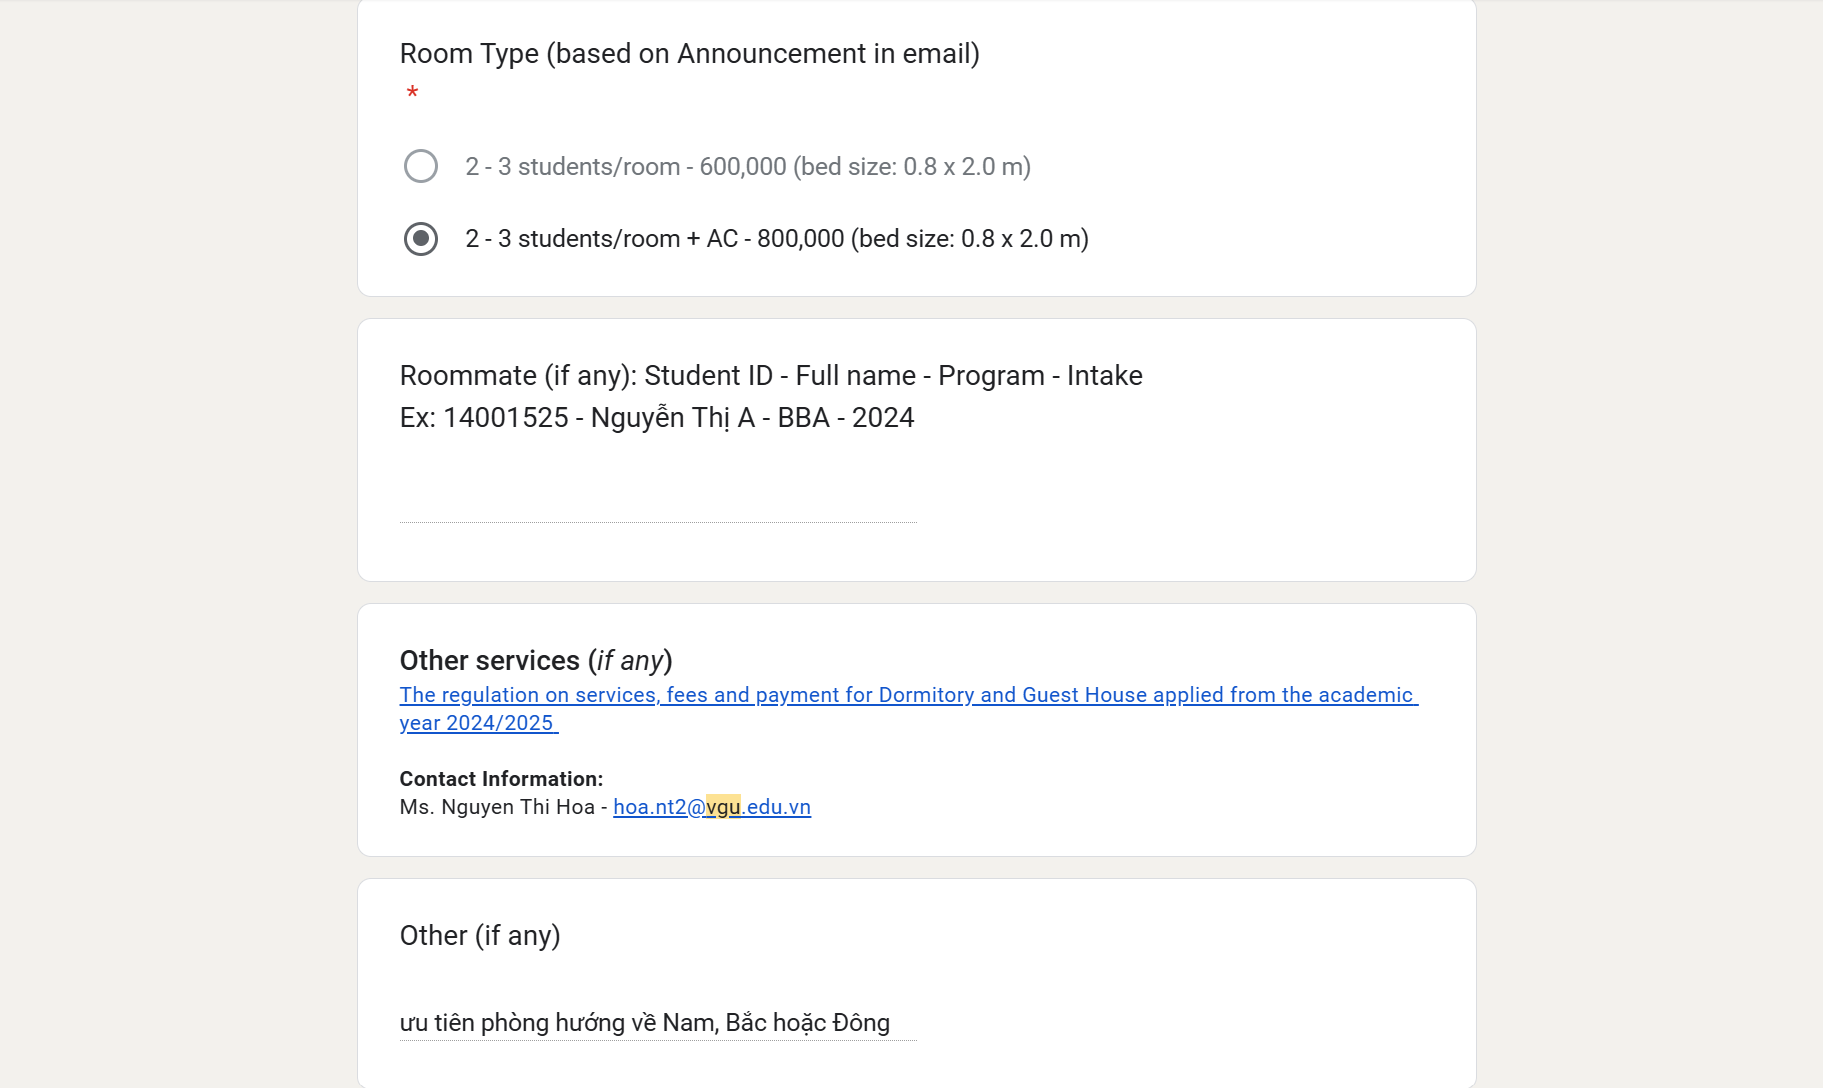 Room Type (based on Announcement in email)
*
2 - 3 students/room - 600,000 (bed size: 0.8 x 2.0 m)
2 - 3 students/room + AC - 800,000 (bed size: 0.8 x 2.0 m)
Roommate (if any): Student ID - Full name - Program - Intake
Ex: 14001525 - Nguyễn Thị A - BBA - 2024
Other services (if any)
The regulation on services, fees and payment for Dormitory and Guest House applied from the academic
year 2024/2025
Contact Information:
Ms. Nguyen Thi Hoa - hoa.nt2@vgu.edu.vn
Other (if any)
ưu tiên phòng hướng về Nam, Bắc hoặc Đông